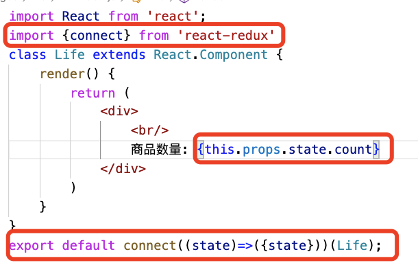 import React from 'react';
import {connect} from 'react-redux'
class Life extends React.Component {
render() {
return (
<div>
<br/>
商品数量: {this.props.state.count}
</div>
)
}
}
export default connect((state)=>({state}))(Life);